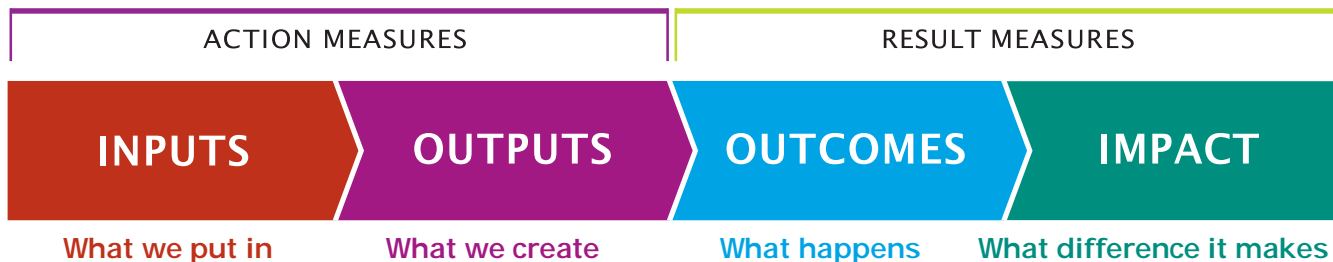 ACTION MEASURES RESULT MEASURES
INPUTS OUTPUTS OUTCOMES IMPACT
What we put in What we create What happens What difference it makes